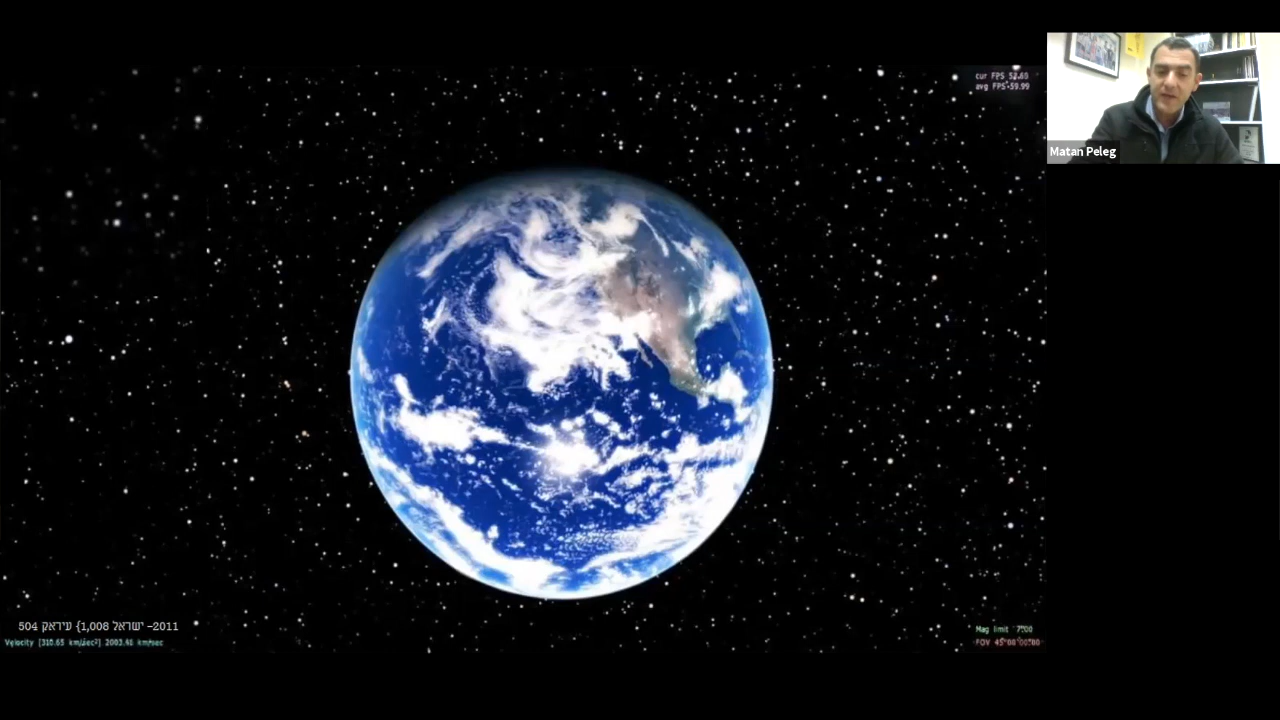 cur FPS 52.60
avg FPS 59.99
Matan Peleg
2011– ישראל 1,008} עיראק 504
Velocity [310.65 km/sec²] 2003.46 km/sec
Mag limit 7.00
FOV 45°00'00.00